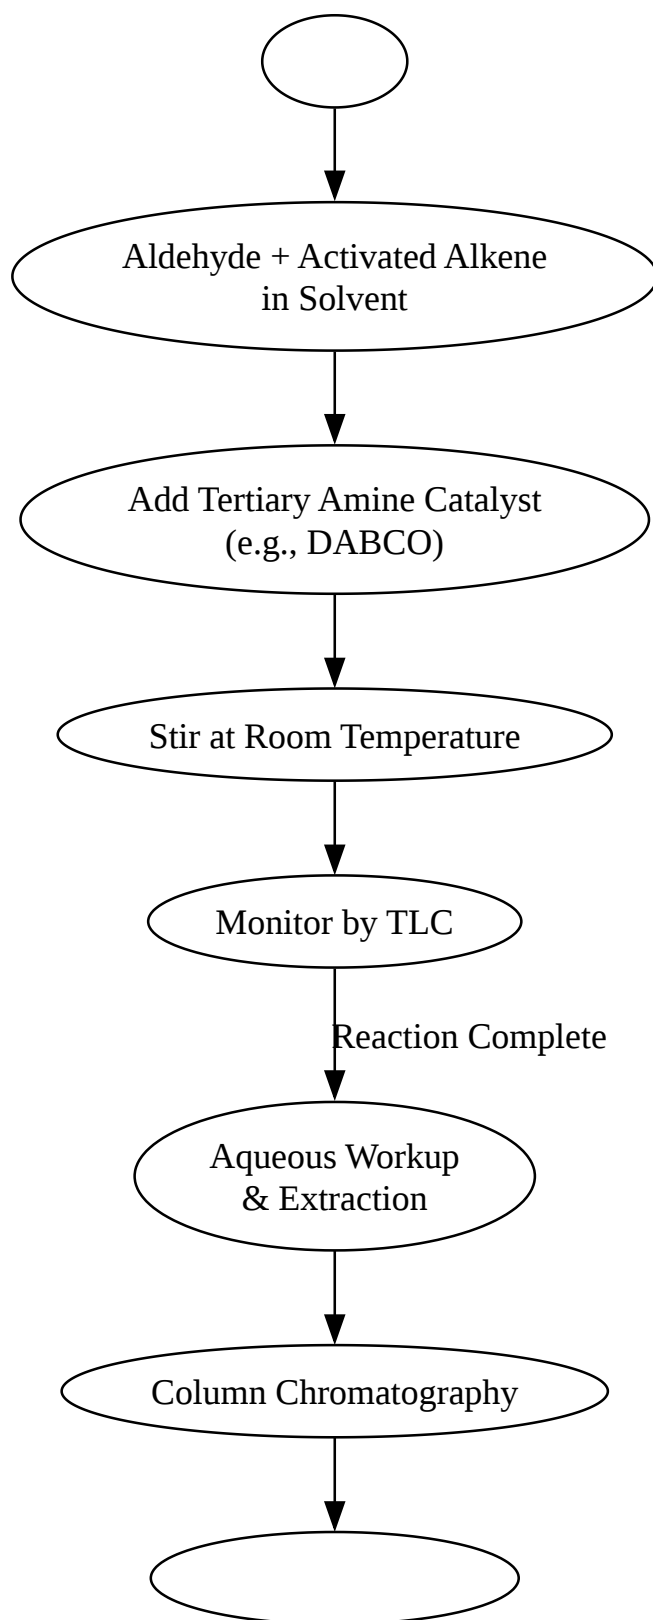 Aldehyde + Activated Alkene
in Solvent
Add Tertiary Amine Catalyst
(e.g., DABCO)
Stir at Room Temperature
Monitor by TLC
Reaction Complete
Aqueous Workup
& Extraction
Column Chromatography